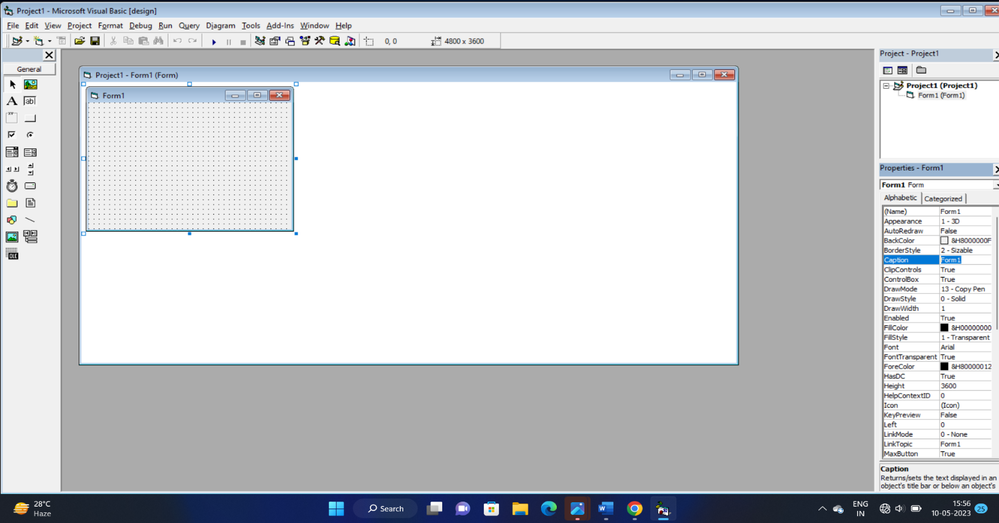 Project1 - Microsoft Visual Basic [design]
File Edit View Project Format Debug Run Query Diagram Tools Add-Ins Window Help
0, 0 4800 x 3600
General
A ab
XY
OLE
Project1 - Form1 (Form)
Form1
Project - Project1
Project1 (Project1)
Form1 (Form1)
Properties - Form1
Form1 Form
Alphabetic Categorized
(Name) Form1
Appearance 1 - 3D
AutoRedraw False
BackColor &H8000000F
BorderStyle 2 - Sizable
Caption Form1
ClipControls True
ControlBox True
DrawMode 13 - Copy Pen
DrawStyle 0 - Solid
DrawWidth 1
Enabled True
FillColor &H00000000
FillStyle 1 - Transparent
Font Arial
FontTransparent True
ForeColor &H80000012
HasDC True
Height 3600
HelpContextID 0
Icon (Icon)
KeyPreview False
Left 0
LinkMode 0 - None
LinkTopic Form1
MaxButton True
Caption
Returns/sets the text displayed in an
object's title bar or below an object's
28°C
Haze
Search
W
ENG
IN
15:56
10-05-2023
25